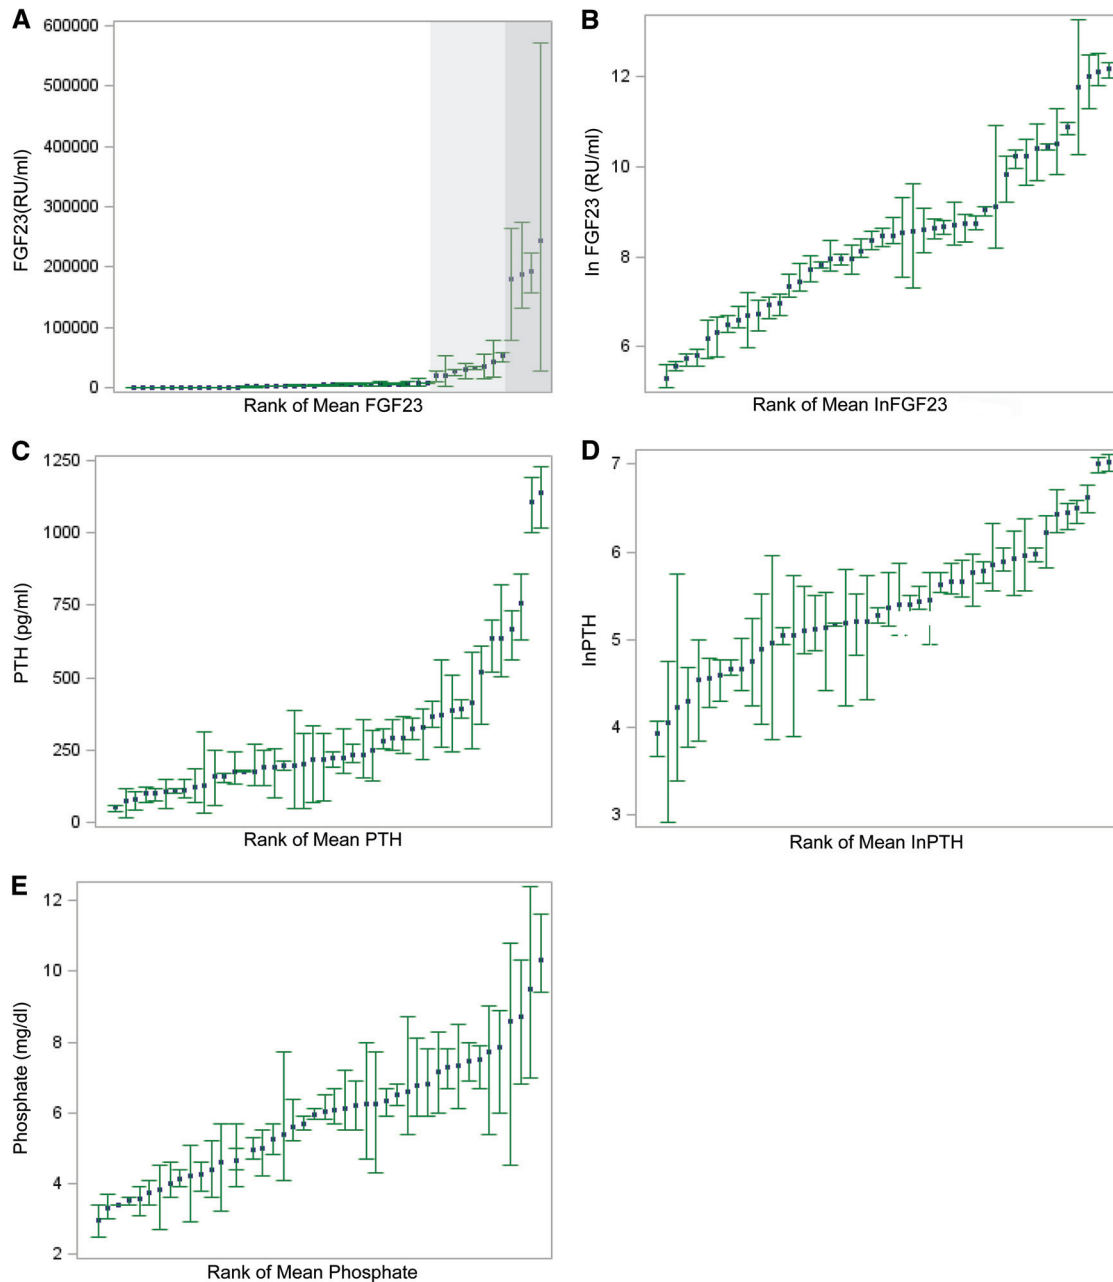 A
FGF23(RU/ml)
600000
500000
400000
300000
200000
100000
0
Rank of Mean FGF23
B
ln FGF23 (RU/ml)
12
10
8
6
Rank of Mean lnFGF23
C
PTH (pg/ml)
1250
1000
750
500
250
0
Rank of Mean PTH
D
lnPTH
7
6
5
4
3
Rank of Mean lnPTH
E
Phosphate (mg/dl)
12
10
8
6
4
2
Rank of Mean Phosphate